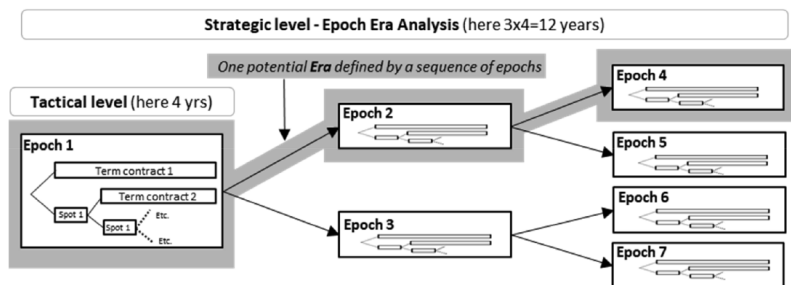 Strategic level - Epoch Era Analysis (here 3x4=12 years)
One potential Era defined by a sequence of epochs
Tactical level (here 4 yrs)
Epoch 1
Term contract 1
Term contract 2
Spot 1
Spot 1
Etc.
Etc.
Epoch 2
Epoch 3
Epoch 4
Epoch 5
Epoch 6
Epoch 7